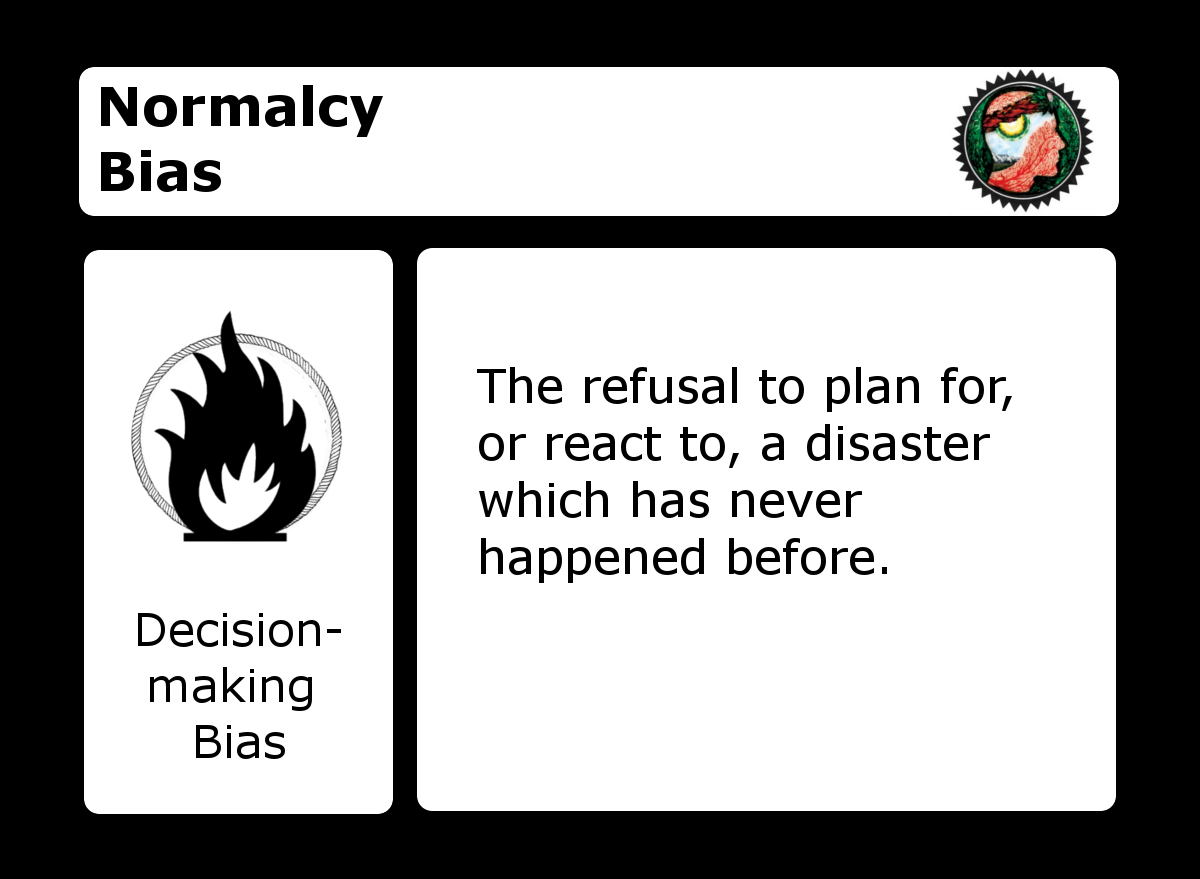 Normalcy
Bias
The refusal to plan for,
or react to, a disaster
which has never
happened before.
Decision-
making
Bias